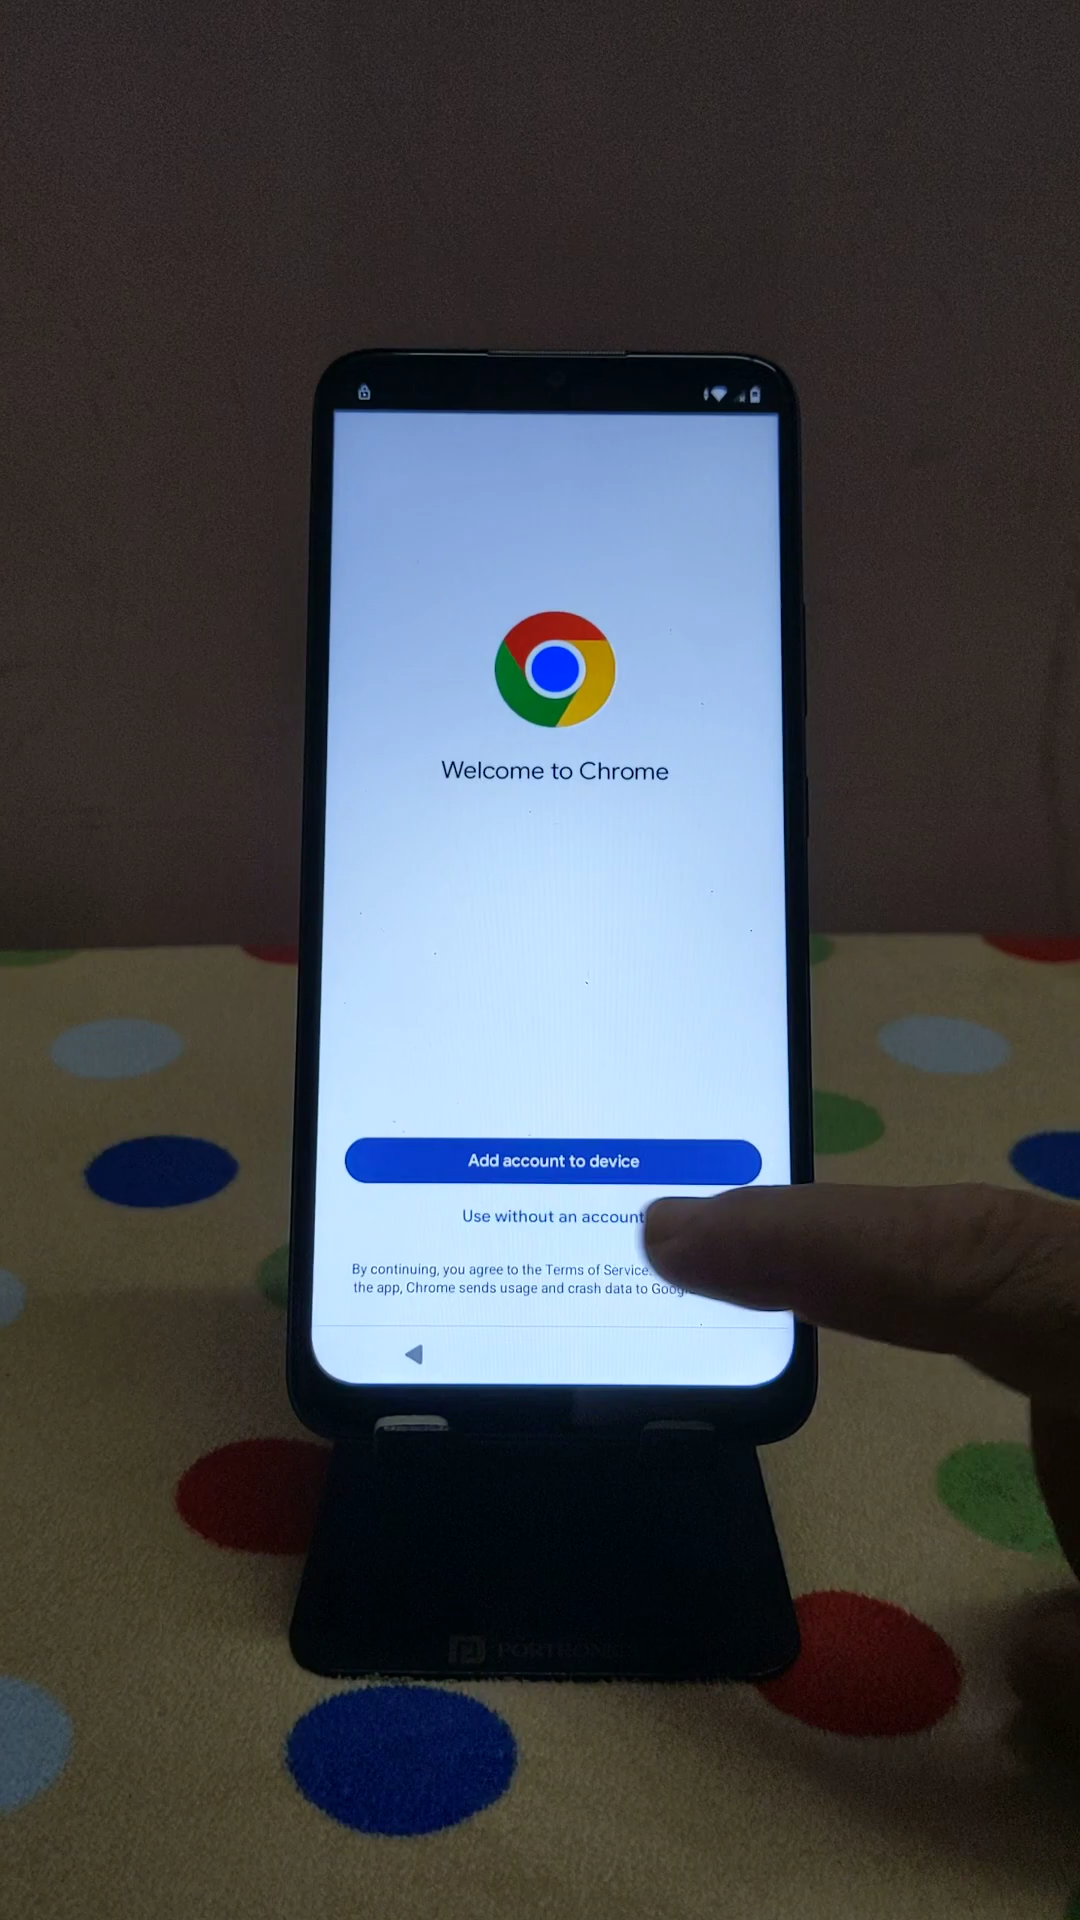 Welcome to Chrome
Add account to device
Use without an account
By continuing, you agree to the Terms of Service.
the app, Chrome sends usage and crash data to
PORTRONICS